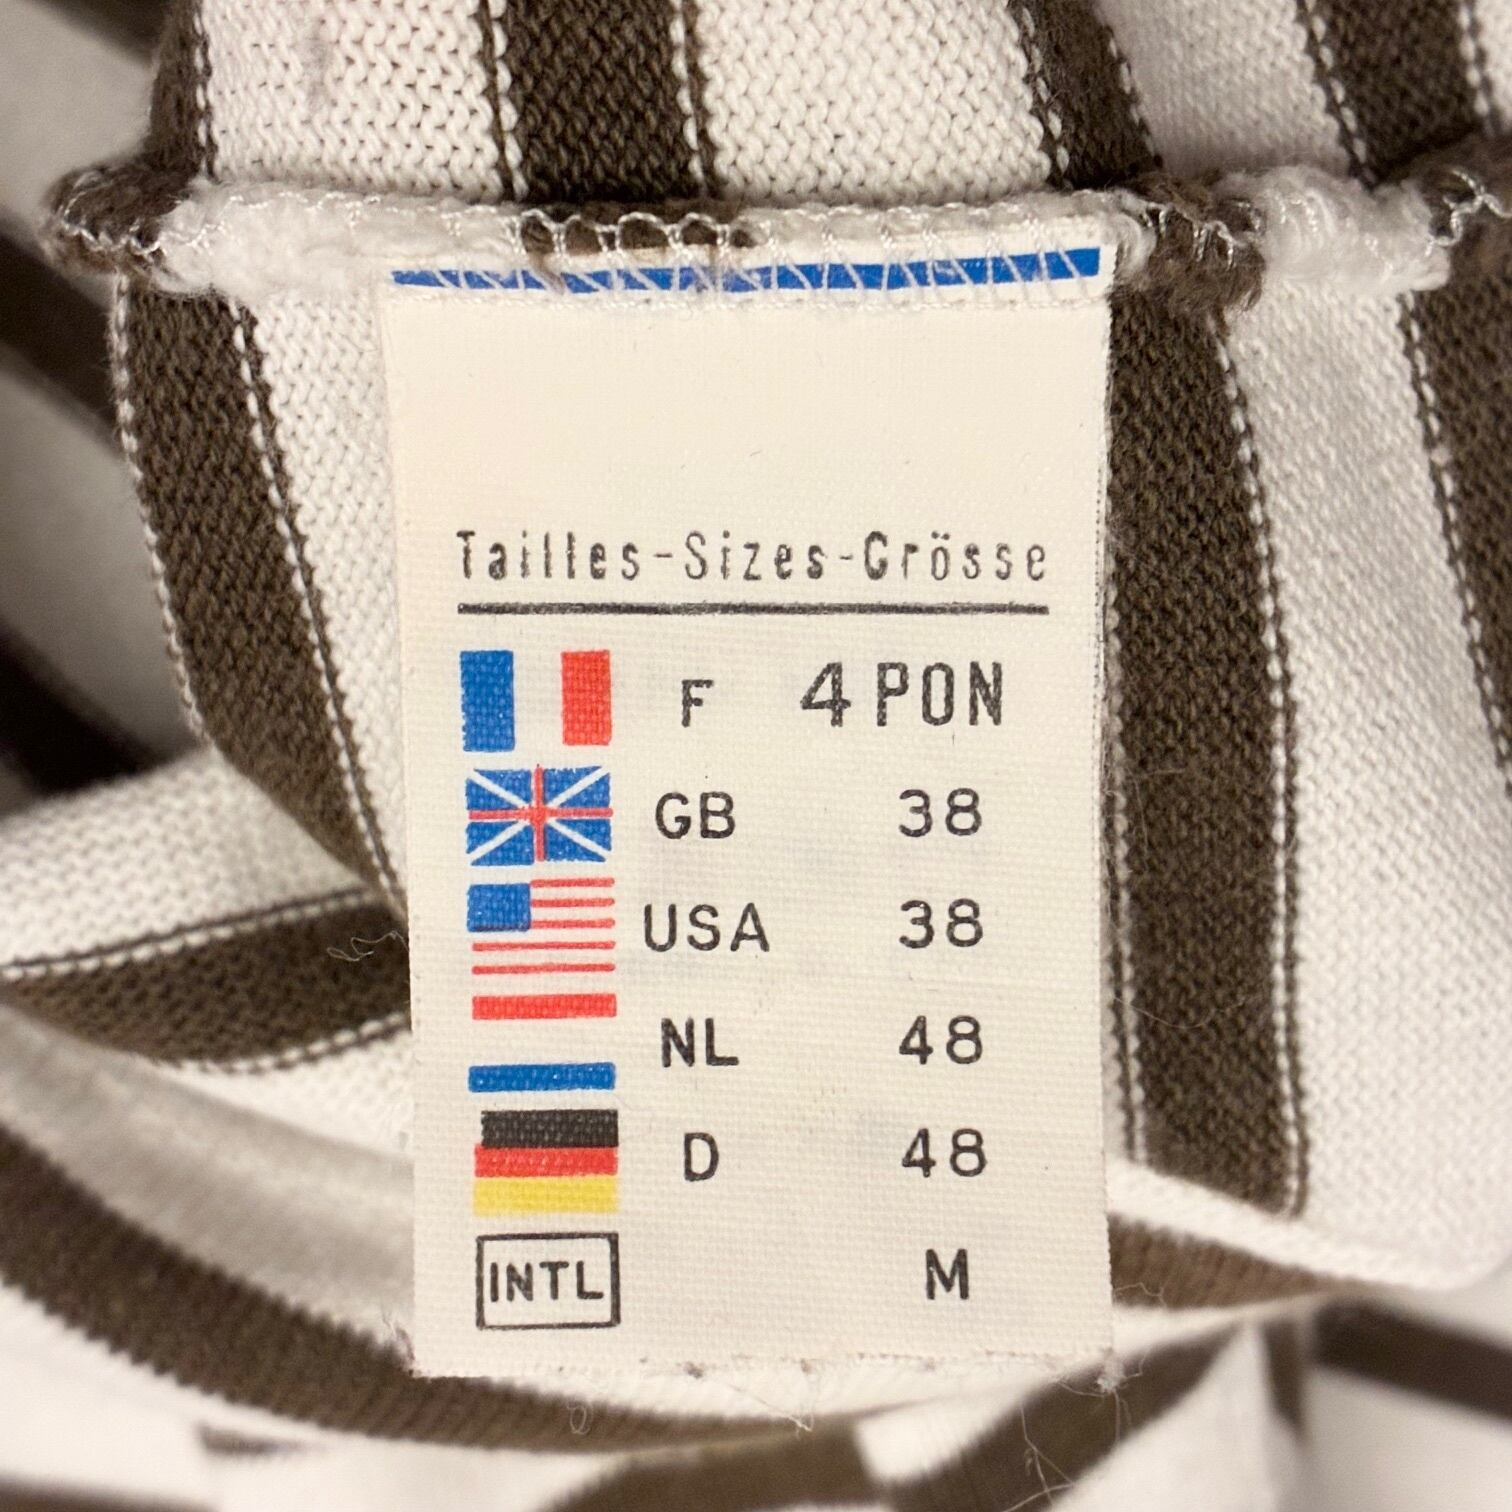 Tailles-Sizes-Grösse
F 4 PON
GB 38
USA 38
NL 48
D 48
INTL M